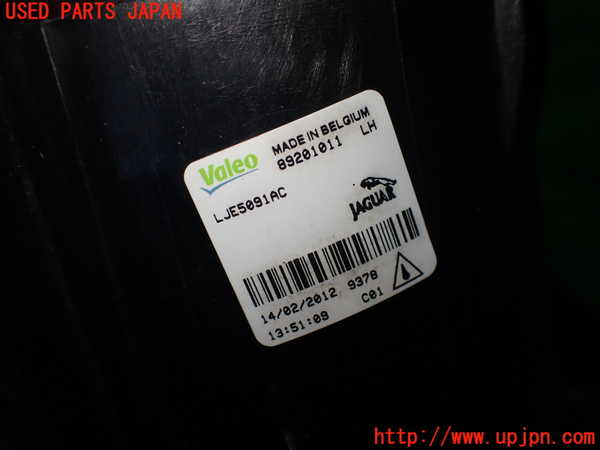 USED PARTS JAPAN
Valeo
MADE IN BELGIUM
89201011 LH
LJE5091AC
JAGUAR
14/02/2012 9378
13:51:09 C01
UPJ
http://www.upjpn.com/